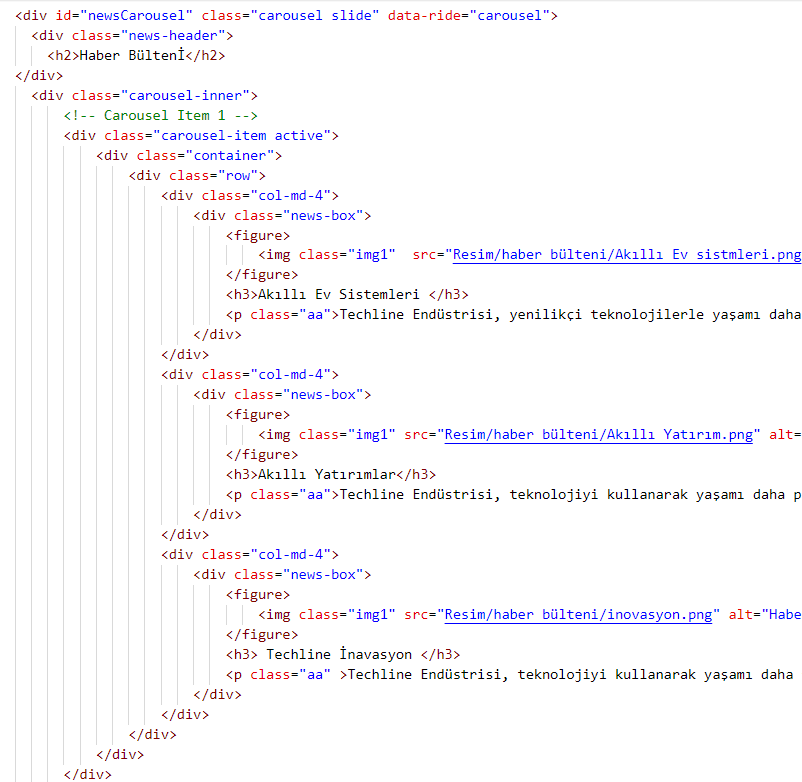 <div id="newsCarousel" class="carousel slide" data-ride="carousel">
<div class="news-header">
<h2>Haber Bültenİ</h2>
</div>
<div class="carousel-inner">
<!-- Carousel Item 1 -->
<div class="carousel-item active">
<div class="container">
<div class="row">
<div class="col-md-4">
<div class="news-box">
<figure>
<img class="img1"  src="Resim/haber bülteni/Akıllı Ev sistmleri.png
</figure>
<h3>Akıllı Ev Sistemleri </h3>
<p class="aa">Techline Endüstrisi, yenilikçi teknolojilerle yaşamı daha
</div>
</div>
<div class="col-md-4">
<div class="news-box">
<figure>
<img class="img1" src="Resim/haber bülteni/Akıllı Yatırım.png" alt=
</figure>
<h3>Akıllı Yatırımlar</h3>
<p class="aa">Techline Endüstrisi, teknolojiyi kullanarak yaşamı daha p
</div>
</div>
<div class="col-md-4">
<div class="news-box">
<figure>
<img class="img1" src="Resim/haber bülteni/inovasyon.png" alt="Habe
</figure>
<h3> Techline İnavasyon </h3>
<p class="aa" >Techline Endüstrisi, teknolojiyi kullanarak yaşamı daha
</div>
</div>
</div>
</div>
</div>